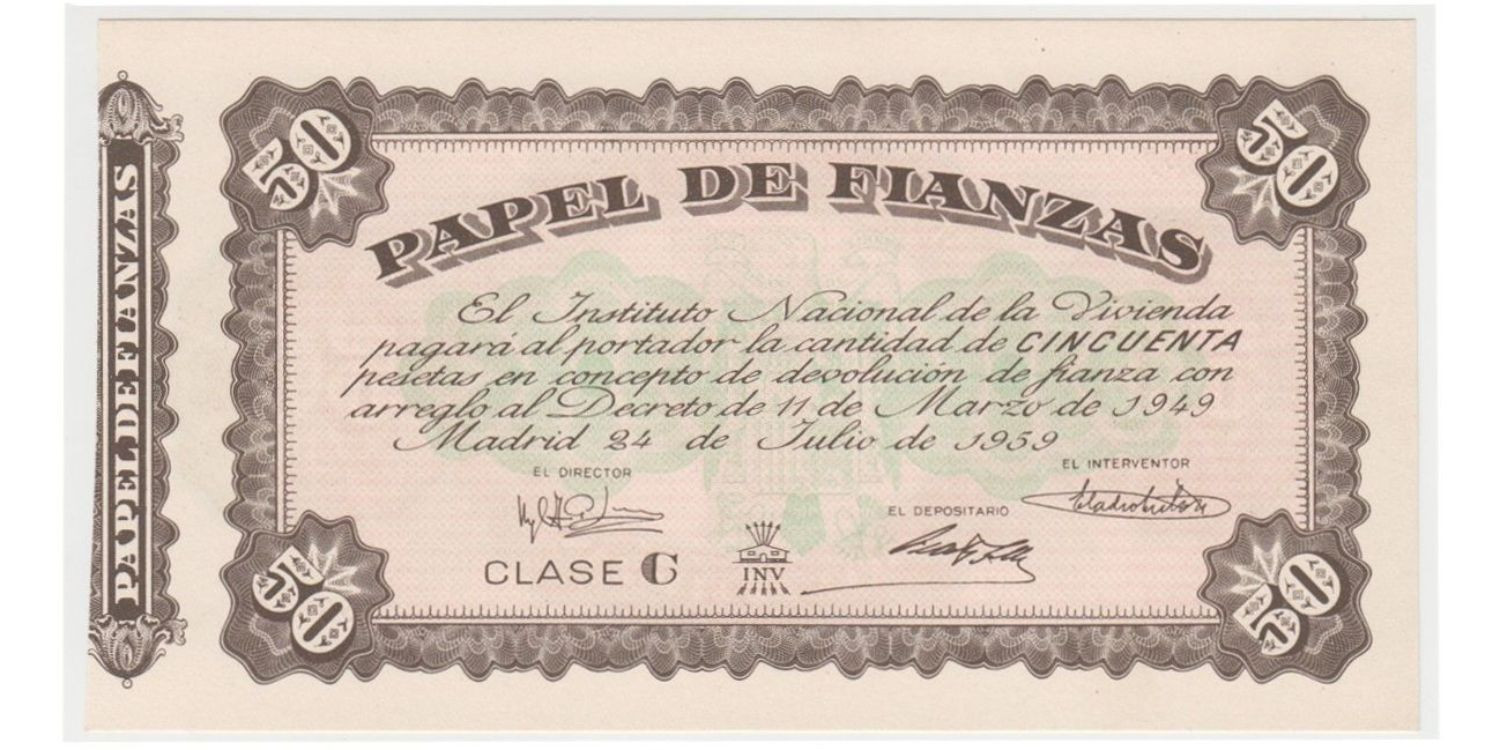 PAPEL DE FIANZAS
50
50
PAPEL DE FIANZAS
El Instituto Nacional de la Vivienda
pagará al portador la cantidad de CINCUENTA
pesetas en concepto de devolución de fianza con
arreglo al Decreto de 11 de Marzo de 1949
Madrid 24 de Julio de 1959
EL DIRECTOR
EL INTERVENTOR
EL DEPOSITARIO
CLASE G
INV
50
50